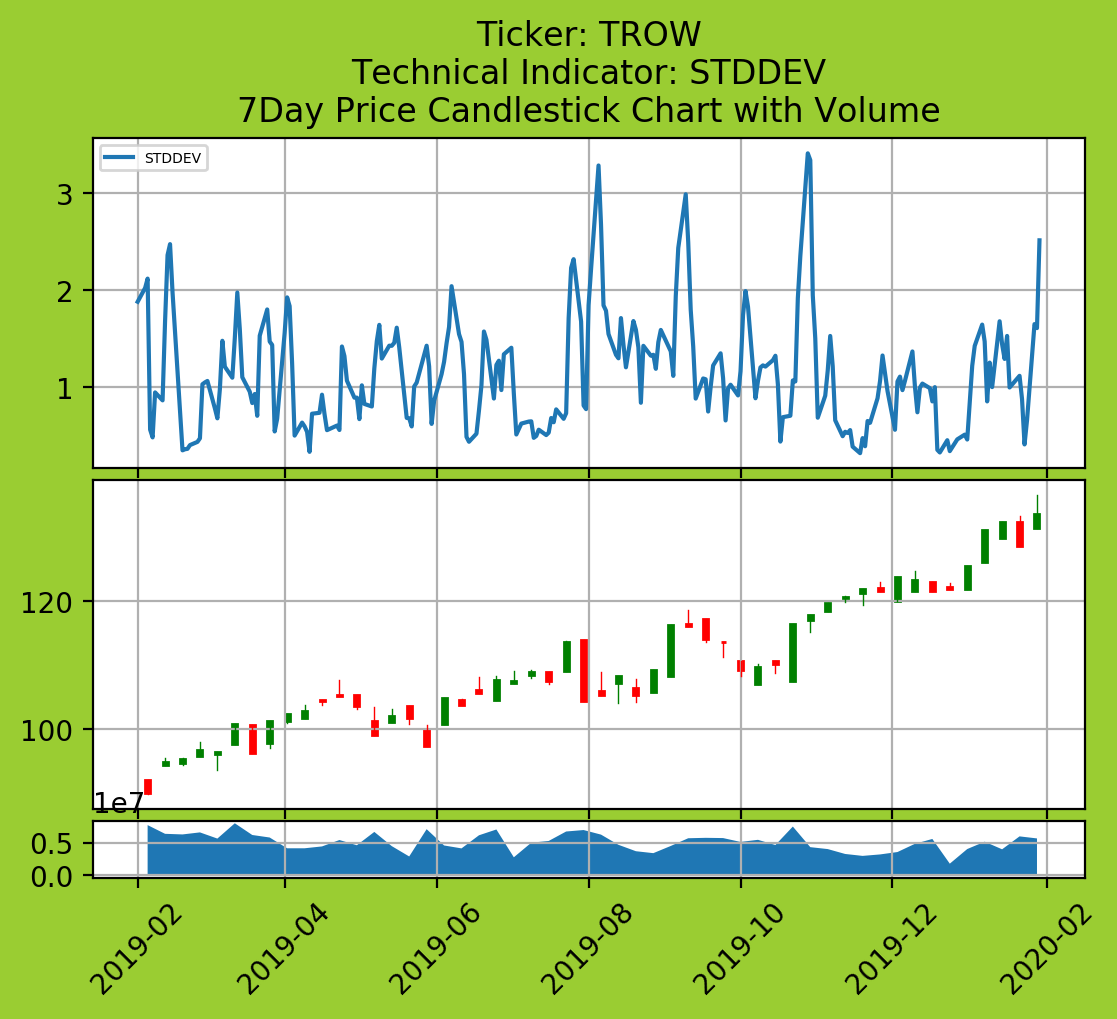 Ticker: TROW
Technical Indicator: STDDEV
7Day Price Candlestick Chart with Volume
STDDEV
3
2
1
120
100
1e7
0.5
0.0
2019-02
2019-04
2019-06
2019-08
2019-10
2019-12
2020-02